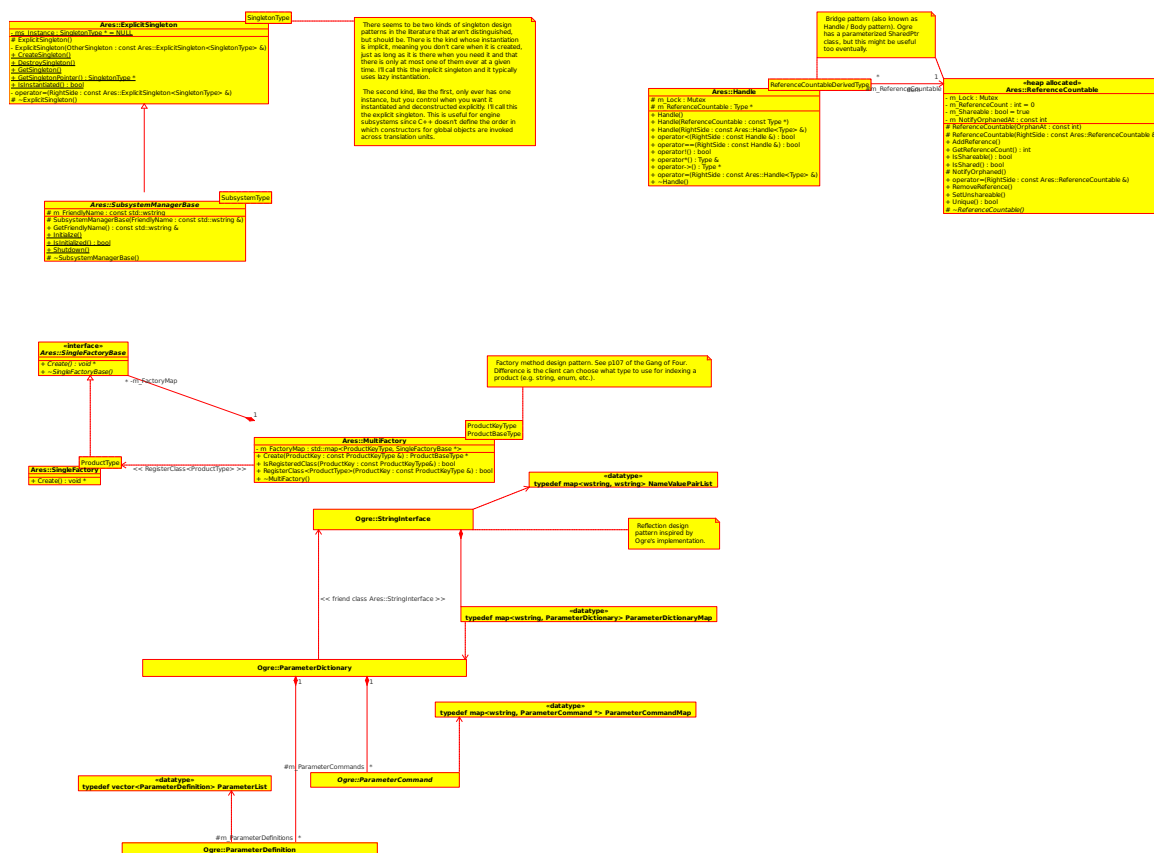 SingletonType
Ares::ExplicitSingleton
- ms_Instance : SingletonType * = NULL
# ExplicitSingleton()
- ExplicitSingleton(OtherSingleton : const Ares::ExplicitSingleton<SingletonType> &)
+ CreateSingleton()
+ DestroySingleton()
+ GetSingleton()
+ GetSingletonPointer() : SingletonType *
+ IsInstantiated() : bool
- operator=(RightSide : const Ares::ExplicitSingleton<SingletonType> &)
# ~ExplicitSingleton()
There seems to be two kinds of singleton design
patterns in the literature that aren't distinguished,
but should be. There is the kind whose instantiation
is implicit, meaning you don't care when it is created,
just as long as it is there when you need it and that
there is only at most one of them ever at a given
time. I'll call this the implicit singleton and it typically
uses lazy instantiation.
The second kind, like the first, only ever has one
instance, but you control when you want it
instantiated and deconstructed explicitly. I'll call this
the explicit singleton. This is useful for engine
subsystems since C++ doesn't define the order in
which constructors for global objects are invoked
across translation units.
Bridge pattern (also known as
Handle / Body pattern). Ogre
has a parameterized SharedPtr
class, but this might be useful
too eventually.
ReferenceCountableDerivedType
Ares::Handle
# m_Lock : Mutex
# m_ReferenceCountable : Type *
+ Handle()
+ Handle(ReferenceCountable : const Type *)
+ Handle(RightSide : const Ares::Handle<Type> &)
+ operator<(RightSide : const Handle &) : bool
+ operator==(RightSide : const Handle &) : bool
+ operator!() : bool
+ operator*() : Type &
+ operator->() : Type *
+ operator=(RightSide : const Ares::Handle<Type> &)
+ ~Handle()
*
1
#m_ReferenceCountable
«heap allocated»
Ares::ReferenceCountable
- m_Lock : Mutex
- m_ReferenceCount : int = 0
- m_Shareable : bool = true
- m_NotifyOrphanedAt : const int
# ReferenceCountable(OrphanAt : const int)
# ReferenceCountable(RightSide : const Ares::ReferenceCountable &
+ AddReference()
+ GetReferenceCount() : int
+ IsShareable() : bool
+ IsShared() : bool
# NotifyOrphaned()
+ operator=(RightSide : const Ares::ReferenceCountable &)
+ RemoveReference()
+ SetUnshareable()
+ Unique() : bool
# ~ReferenceCountable()
SubsystemType
Ares::SubsystemManagerBase
# m_FriendlyName : const std::wstring
# SubsystemManagerBase(FriendlyName : const std::wstring &)
+ GetFriendlyName() : const std::wstring &
+ Initialize()
+ IsInitialized() : bool
+ Shutdown()
# ~SubsystemManagerBase()
«interface»
Ares::SingleFactoryBase
+ Create() : void *
+ ~SingleFactoryBase()
* -m_FactoryMap
1
Factory method design pattern. See p107 of the Gang of Four.
Difference is the client can choose what type to use for indexing a
product (e.g. string, enum, etc.).
ProductKeyType
ProductBaseType
Ares::MultiFactory
- m_FactoryMap : std::map<ProductKeyType, SingleFactoryBase *>
+ Create(ProductKey : const ProductKeyType &) : ProductBaseType *
+ IsRegisteredClass(ProductKey : const ProductKeyType&) : bool
+ RegisterClass<ProductType>(ProductKey : const ProductKeyType &) : bool
+ ~MultiFactory()
ProductType
Ares::SingleFactory
+ Create() : void *
<< RegisterClass<ProductType> >>
«datatype»
typedef map<wstring, wstring> NameValuePairList
Ogre::StringInterface
Reflection design
pattern inspired by
Ogre's implementation.
<< friend class Ares::StringInterface >>
«datatype»
typedef map<wstring, ParameterDictionary> ParameterDictionaryMap
Ogre::ParameterDictionary
1
1
«datatype»
typedef map<wstring, ParameterCommand *> ParameterCommandMap
#m_ParameterCommands *
Ogre::ParameterCommand
«datatype»
typedef vector<ParameterDefinition> ParameterList
#m_ParameterDefinitions *
Ogre::ParameterDefinition